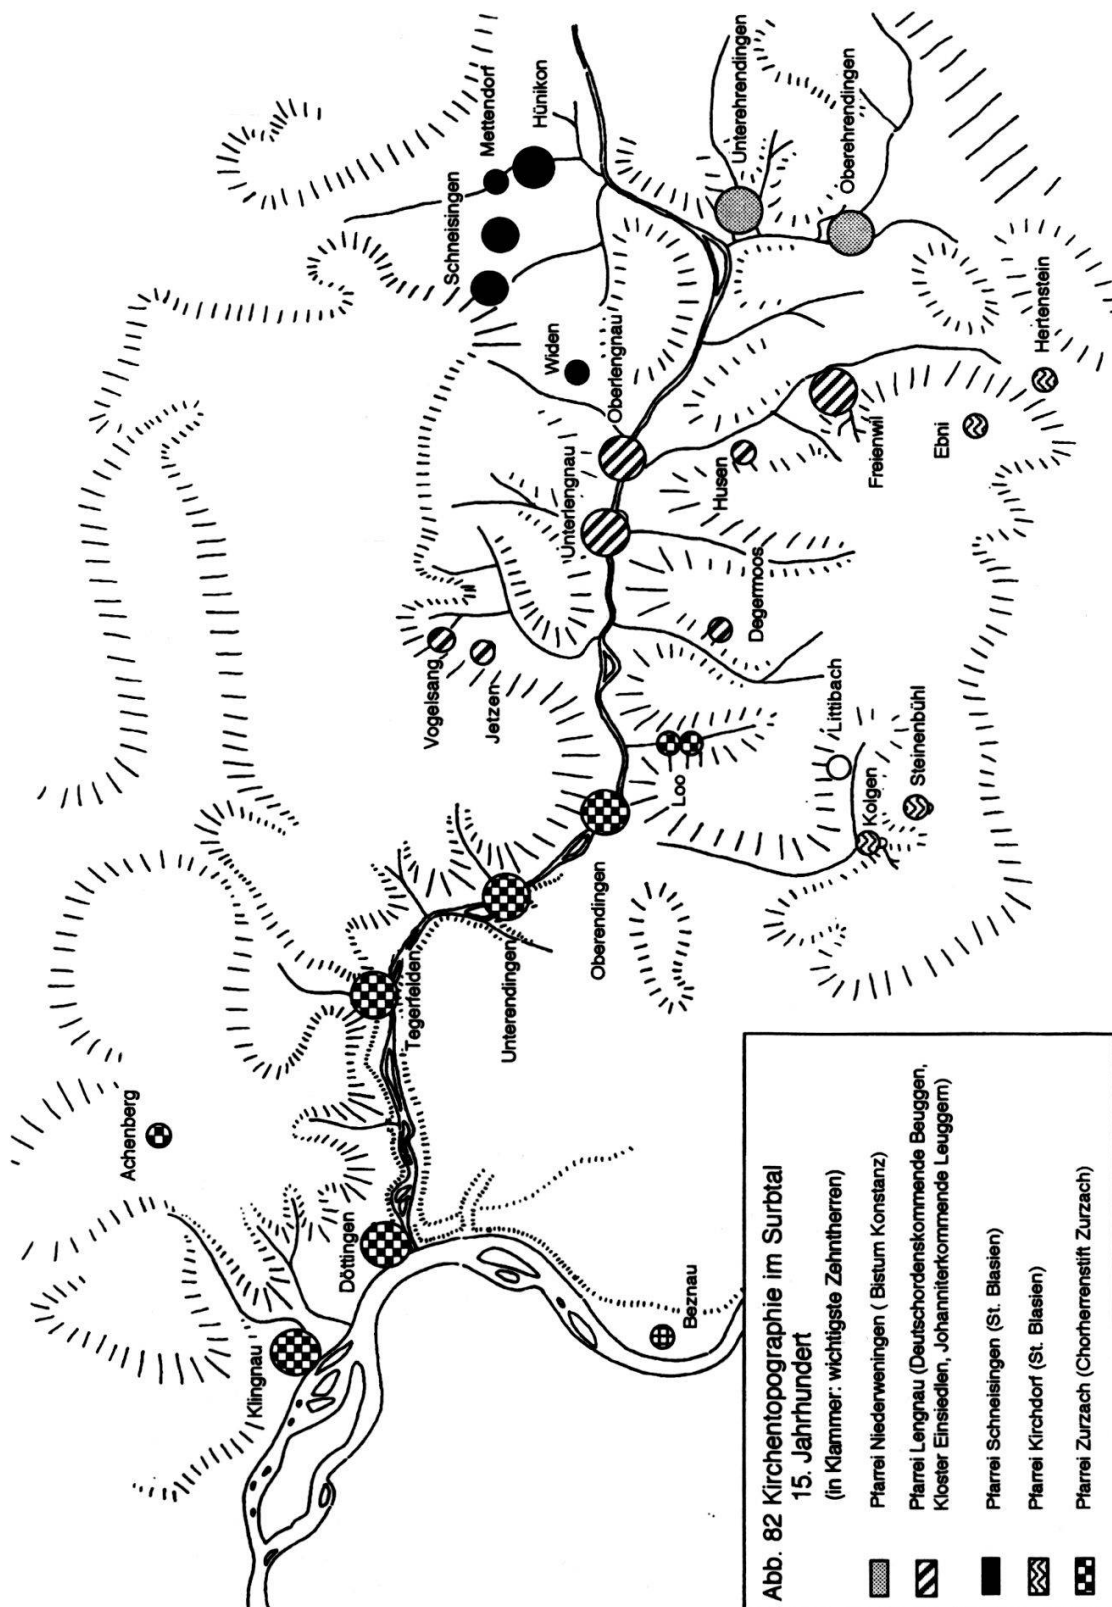 Klingnau
Döttingen
Achenberg
Beznau
Tegerfelden
Unterendingen
Oberendingen
Loo
Vogelsang
Jetzen
Littibach
Kolgen
Steinenbühl
Degermoos
Unterlengnau
Oberlengnau
Husen
Freienwil
Ebni
Hertenstein
Widen
Schneisingen
Mettendorf
Hünikon
Unterehrendingen
Oberehrendingen
Abb. 82 Kirchentopographie im Surbtal
15. Jahrhundert
(in Klammer: wichtigste Zehntherren)
Pfarrei Niederweningen ( Bistum Konstanz)
Pfarrei Lengnau (Deutschordenskommende Beuggen,
Kloster Einsiedlen, Johanniterkommende Leuggern)
Pfarrei Schneisingen (St. Blasien)
Pfarrei Kirchdorf (St. Blasien)
Pfarrei Zurzach (Chorherrenstift Zurzach)